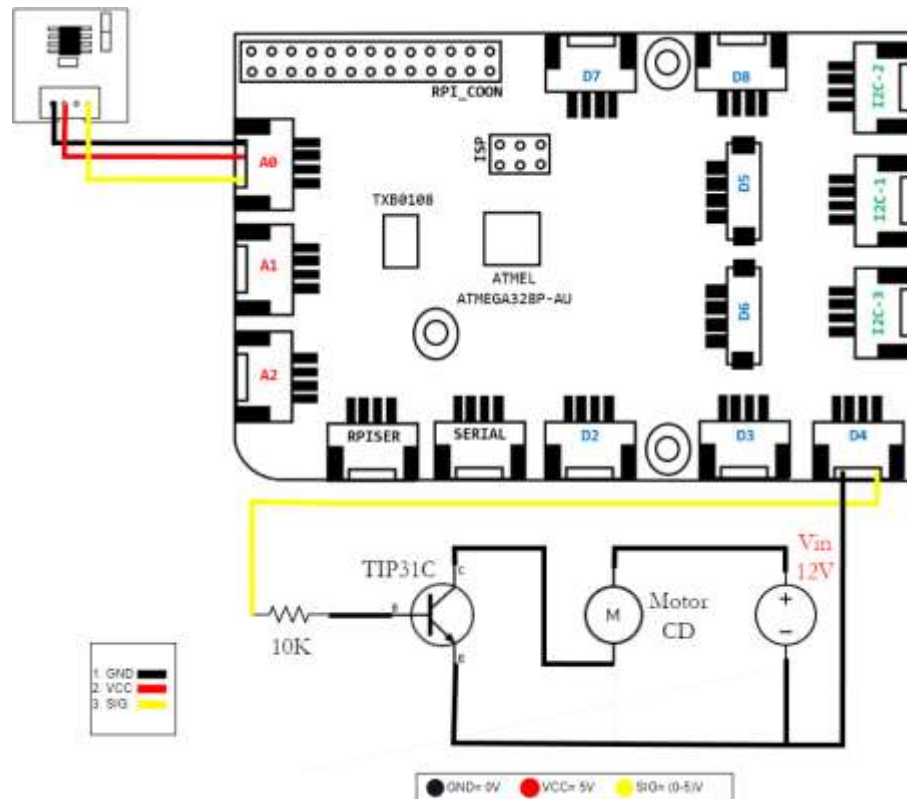 D7
D8
I2C-2
RPI_COON
ISP
A0
D5
I2C-1
TXB0108
A1
ATMEL
ATMEGA328P-AU
D6
I2C-3
A2
RPISER
SERIAL
D2
D3
D4
Vin
12V
TIP31C
C
B
E
10K
M
Motor
CD
+
−
1. GND
2. VCC
3. SIG
GND= 0V VCC= 5V SIG= (0-5)V